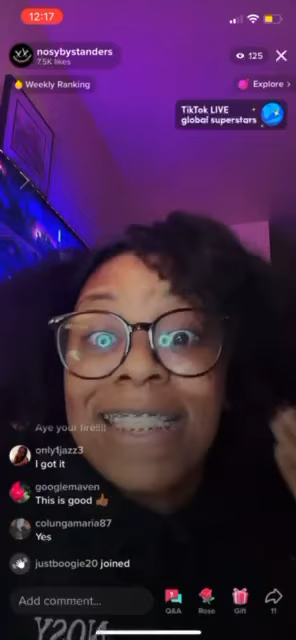 12:17
nosybystanders
7.5K likes
125
Weekly Ranking
Explore >
TikTok LIVE
global superstars
Aye your fire!!!!
only1jazz3
I got it
googlemaven
This is good 👍🏾
colungamaria87
Yes
justboogie20 joined
Add comment...
Q&A
Rose
Gift
11